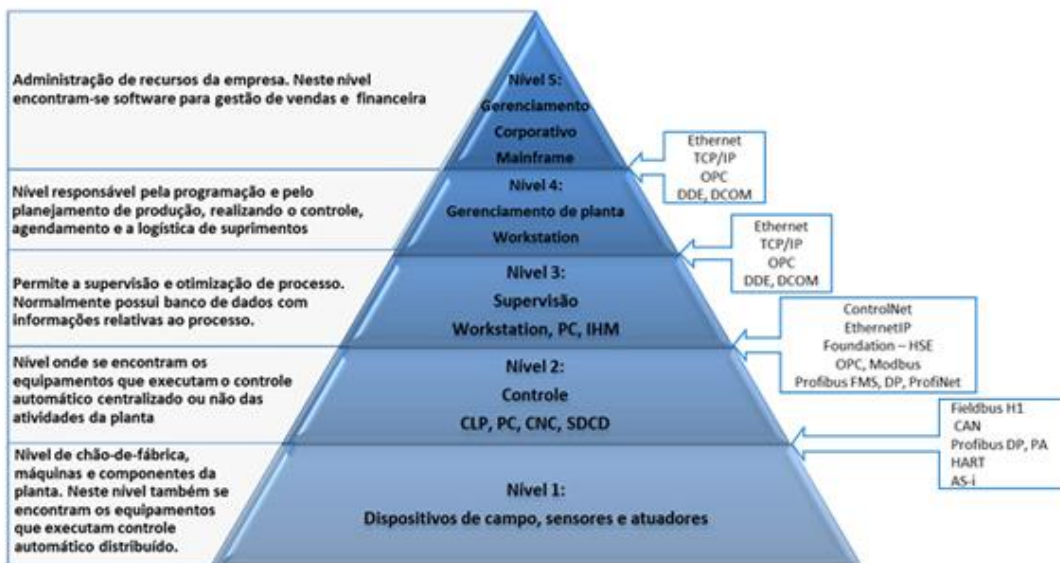 Administração de recursos da empresa. Neste nível
encontram-se software para gestão de vendas e financeira
Nível 5:
Gerenciamento
Corporativo
Mainframe
Ethernet
TCP/IP
OPC
DDE, DCOM
Nível responsável pela programação e pelo
planejamento de produção, realizando o controle,
agendamento e a logística de suprimentos
Nível 4:
Gerenciamento de planta
Workstation
Ethernet
TCP/IP
OPC
DDE, DCOM
Permite a supervisão e otimização de processo.
Normalmente possui banco de dados com
informações relativas ao processo.
Nível 3:
Supervisão
Workstation, PC, IHM
ControlNet
EthernetIP
Foundation – HSE
OPC, Modbus
Profibus FMS, DP, ProfiNet
Nível onde se encontram os
equipamentos que executam o controle
automático centralizado ou não das
atividades da planta
Nível 2:
Controle
CLP, PC, CNC, SDCD
Fieldbus H1
CAN
Profibus DP, PA
HART
AS-i
Nível de chão-de-fábrica,
máquinas e componentes da
planta. Neste nível também se
encontram os equipamentos
que executam controle
automático distribuído.
Nível 1:
Dispositivos de campo, sensores e atuadores